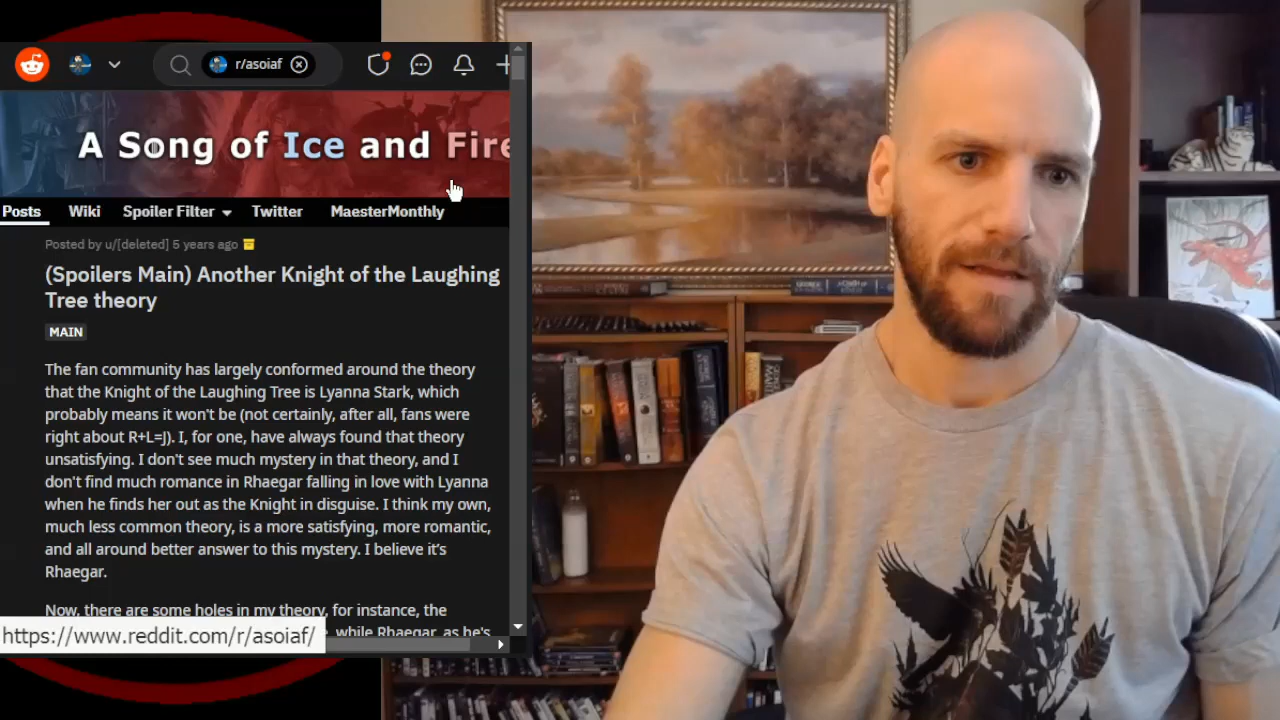 r/asoiaf
A Song of Ice and Fire
Posts Wiki Spoiler Filter Twitter MaesterMonthly
Posted by u/[deleted] 5 years ago
(Spoilers Main) Another Knight of the Laughing
Tree theory
MAIN
The fan community has largely conformed around the theory
that the Knight of the Laughing Tree is Lyanna Stark, which
probably means it won't be (not certainly, after all, fans were
right about R+L=J). I, for one, have always found that theory
unsatisfying. I don't see much mystery in that theory, and I
don't find much romance in Rhaegar falling in love with Lyanna
when he finds her out as the Knight in disguise. I think my own,
much less common theory, is a more satisfying, more romantic,
and all around better answer to this mystery. I believe it's
Rhaegar.
Now, there are some holes in my theory, for instance, the
while Rhaegar, as he's
https://www.reddit.com/r/asoiaf/